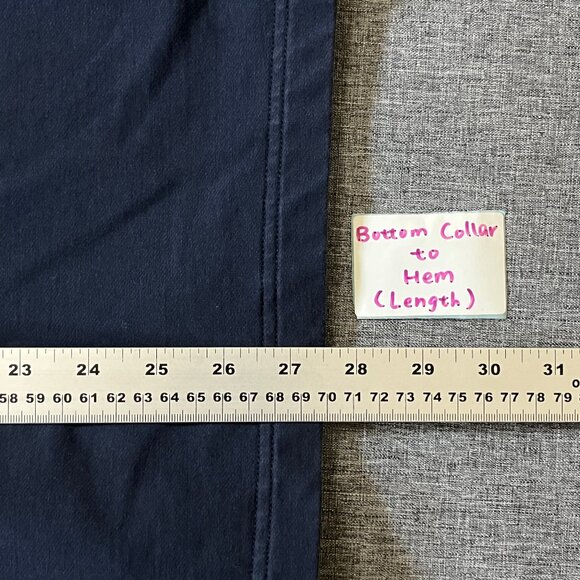 Bottom Collar
to
Hem
(Length)
23 24 25 26 27 28 29 30 31
58 59 60 61 62 63 64 65 66 67 68 69 70 71 72 73 74 75 76 77 78 79